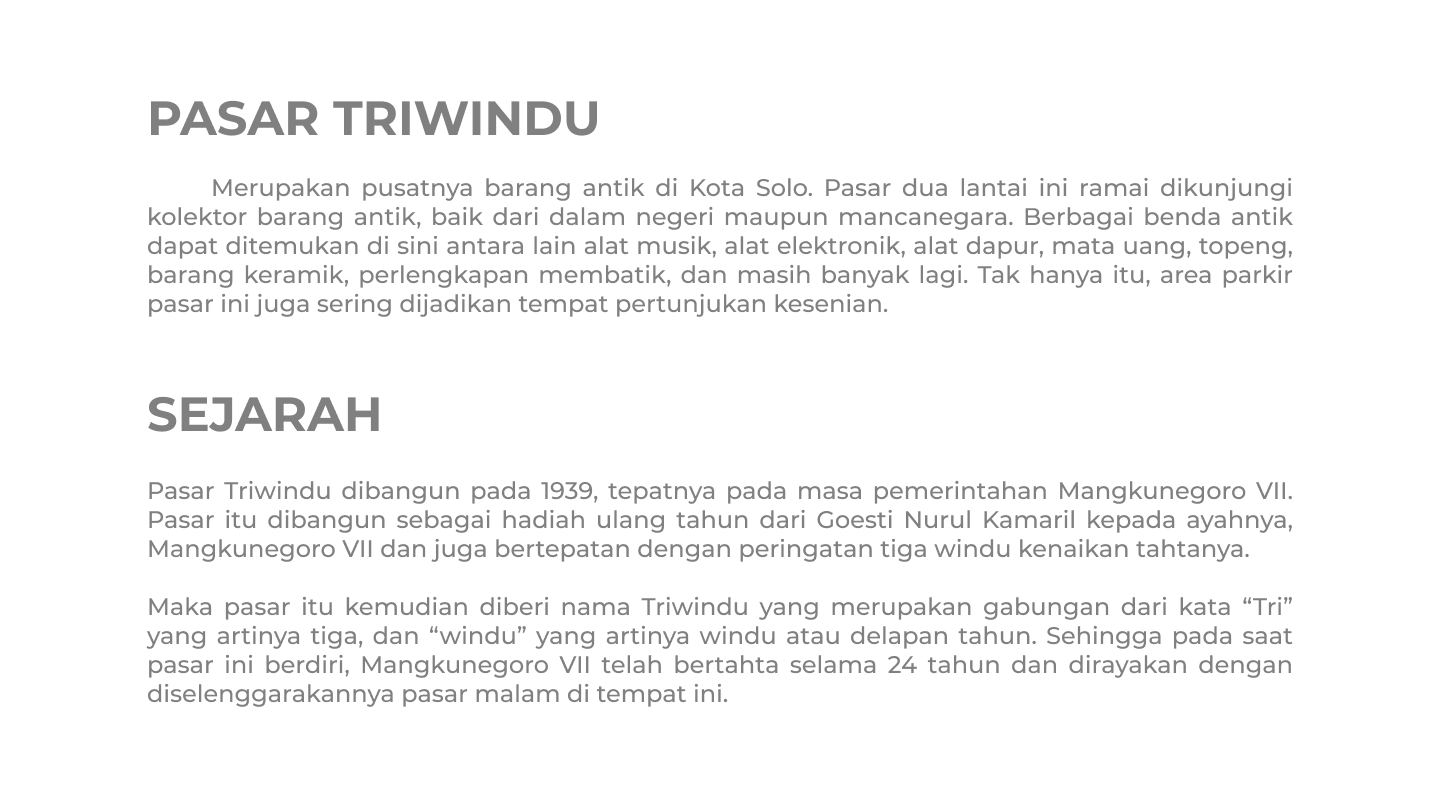 PASAR TRIWINDU
Merupakan pusatnya barang antik di Kota Solo. Pasar dua lantai ini ramai dikunjungi
kolektor barang antik, baik dari dalam negeri maupun mancanegara. Berbagai benda antik
dapat ditemukan di sini antara lain alat musik, alat elektronik, alat dapur, mata uang, topeng,
barang keramik, perlengkapan membatik, dan masih banyak lagi. Tak hanya itu, area parkir
pasar ini juga sering dijadikan tempat pertunjukan kesenian.
SEJARAH
Pasar Triwindu dibangun pada 1939, tepatnya pada masa pemerintahan Mangkunegoro VII.
Pasar itu dibangun sebagai hadiah ulang tahun dari Goesti Nurul Kamaril kepada ayahnya,
Mangkunegoro VII dan juga bertepatan dengan peringatan tiga windu kenaikan tahtanya.
Maka pasar itu kemudian diberi nama Triwindu yang merupakan gabungan dari kata “Tri”
yang artinya tiga, dan “windu” yang artinya windu atau delapan tahun. Sehingga pada saat
pasar ini berdiri, Mangkunegoro VII telah bertahta selama 24 tahun dan dirayakan dengan
diselenggarakannya pasar malam di tempat ini.